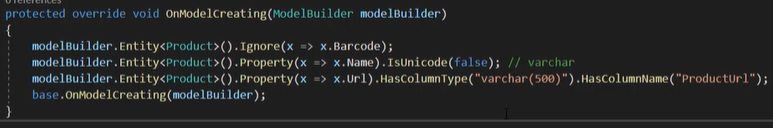 0 references
protected override void OnModelCreating(ModelBuilder modelBuilder)
{
modelBuilder.Entity<Product>().Ignore(x => x.Barcode);
modelBuilder.Entity<Product>().Property(x => x.Name).IsUnicode(false); // varchar
modelBuilder.Entity<Product>().Property(x => x.Url).HasColumnType("varchar(500)").HasColumnName("ProductUrl");
base.OnModelCreating(modelBuilder);
}